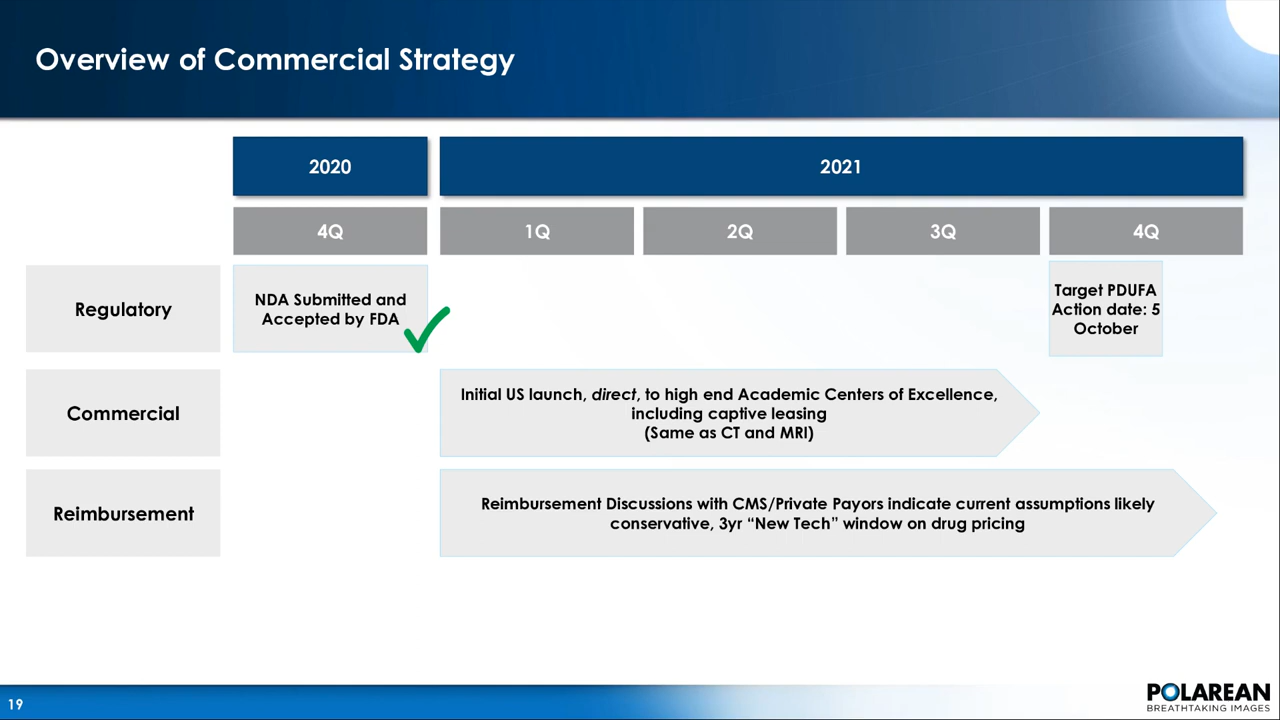 Overview of Commercial Strategy
2020
2021
4Q
1Q
2Q
3Q
4Q
Regulatory
NDA Submitted and
Accepted by FDA
Target PDUFA
Action date: 5
October
Commercial
Initial US launch, direct, to high end Academic Centers of Excellence,
including captive leasing
(Same as CT and MRI)
Reimbursement
Reimbursement Discussions with CMS/Private Payors indicate current assumptions likely
conservative, 3yr “New Tech” window on drug pricing
19
POLAREAN
BREATHTAKING IMAGES